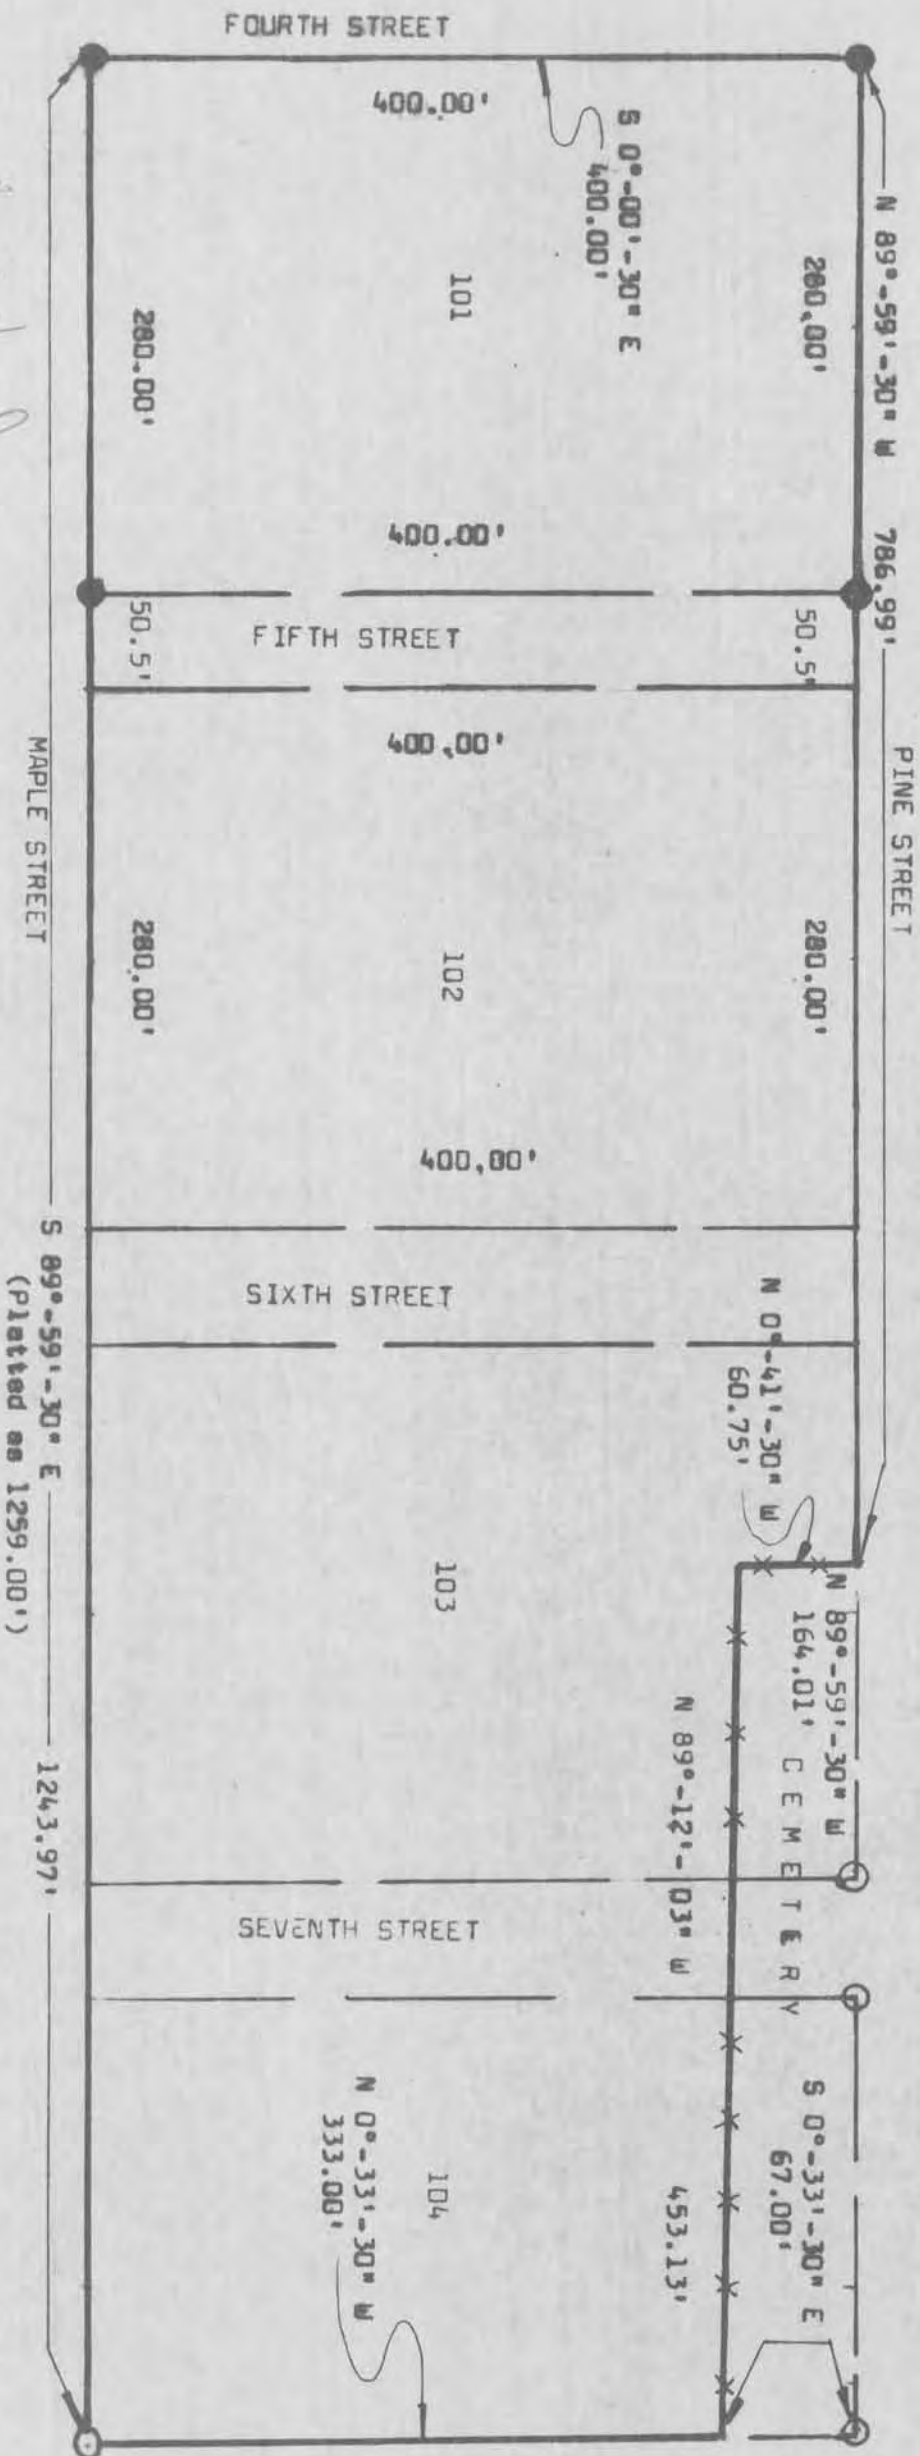 FOURTH STREET
400.00'
S 0°-00'-30" E
400.00'
N 89°-59'-30" W 786.99'
280.00'
101
280.00'
400.00'
50.5'
FIFTH STREET
50.5'
PINE STREET
MAPLE STREET
400.00'
280.00'
102
280.00'
400.00'
SIXTH STREET
N 0°-41'-30" W
60.75'
S 89°-59'-30" E 1243.97'
(Platted as 1259.00')
103
N 89°-59'-30" W
164.01'
CEMETERY
N 89°-12'-03" W 453.13'
SEVENTH STREET
S 0°-33'-30" E
67.00'
104
N 0°-33'-30" W
333.00'